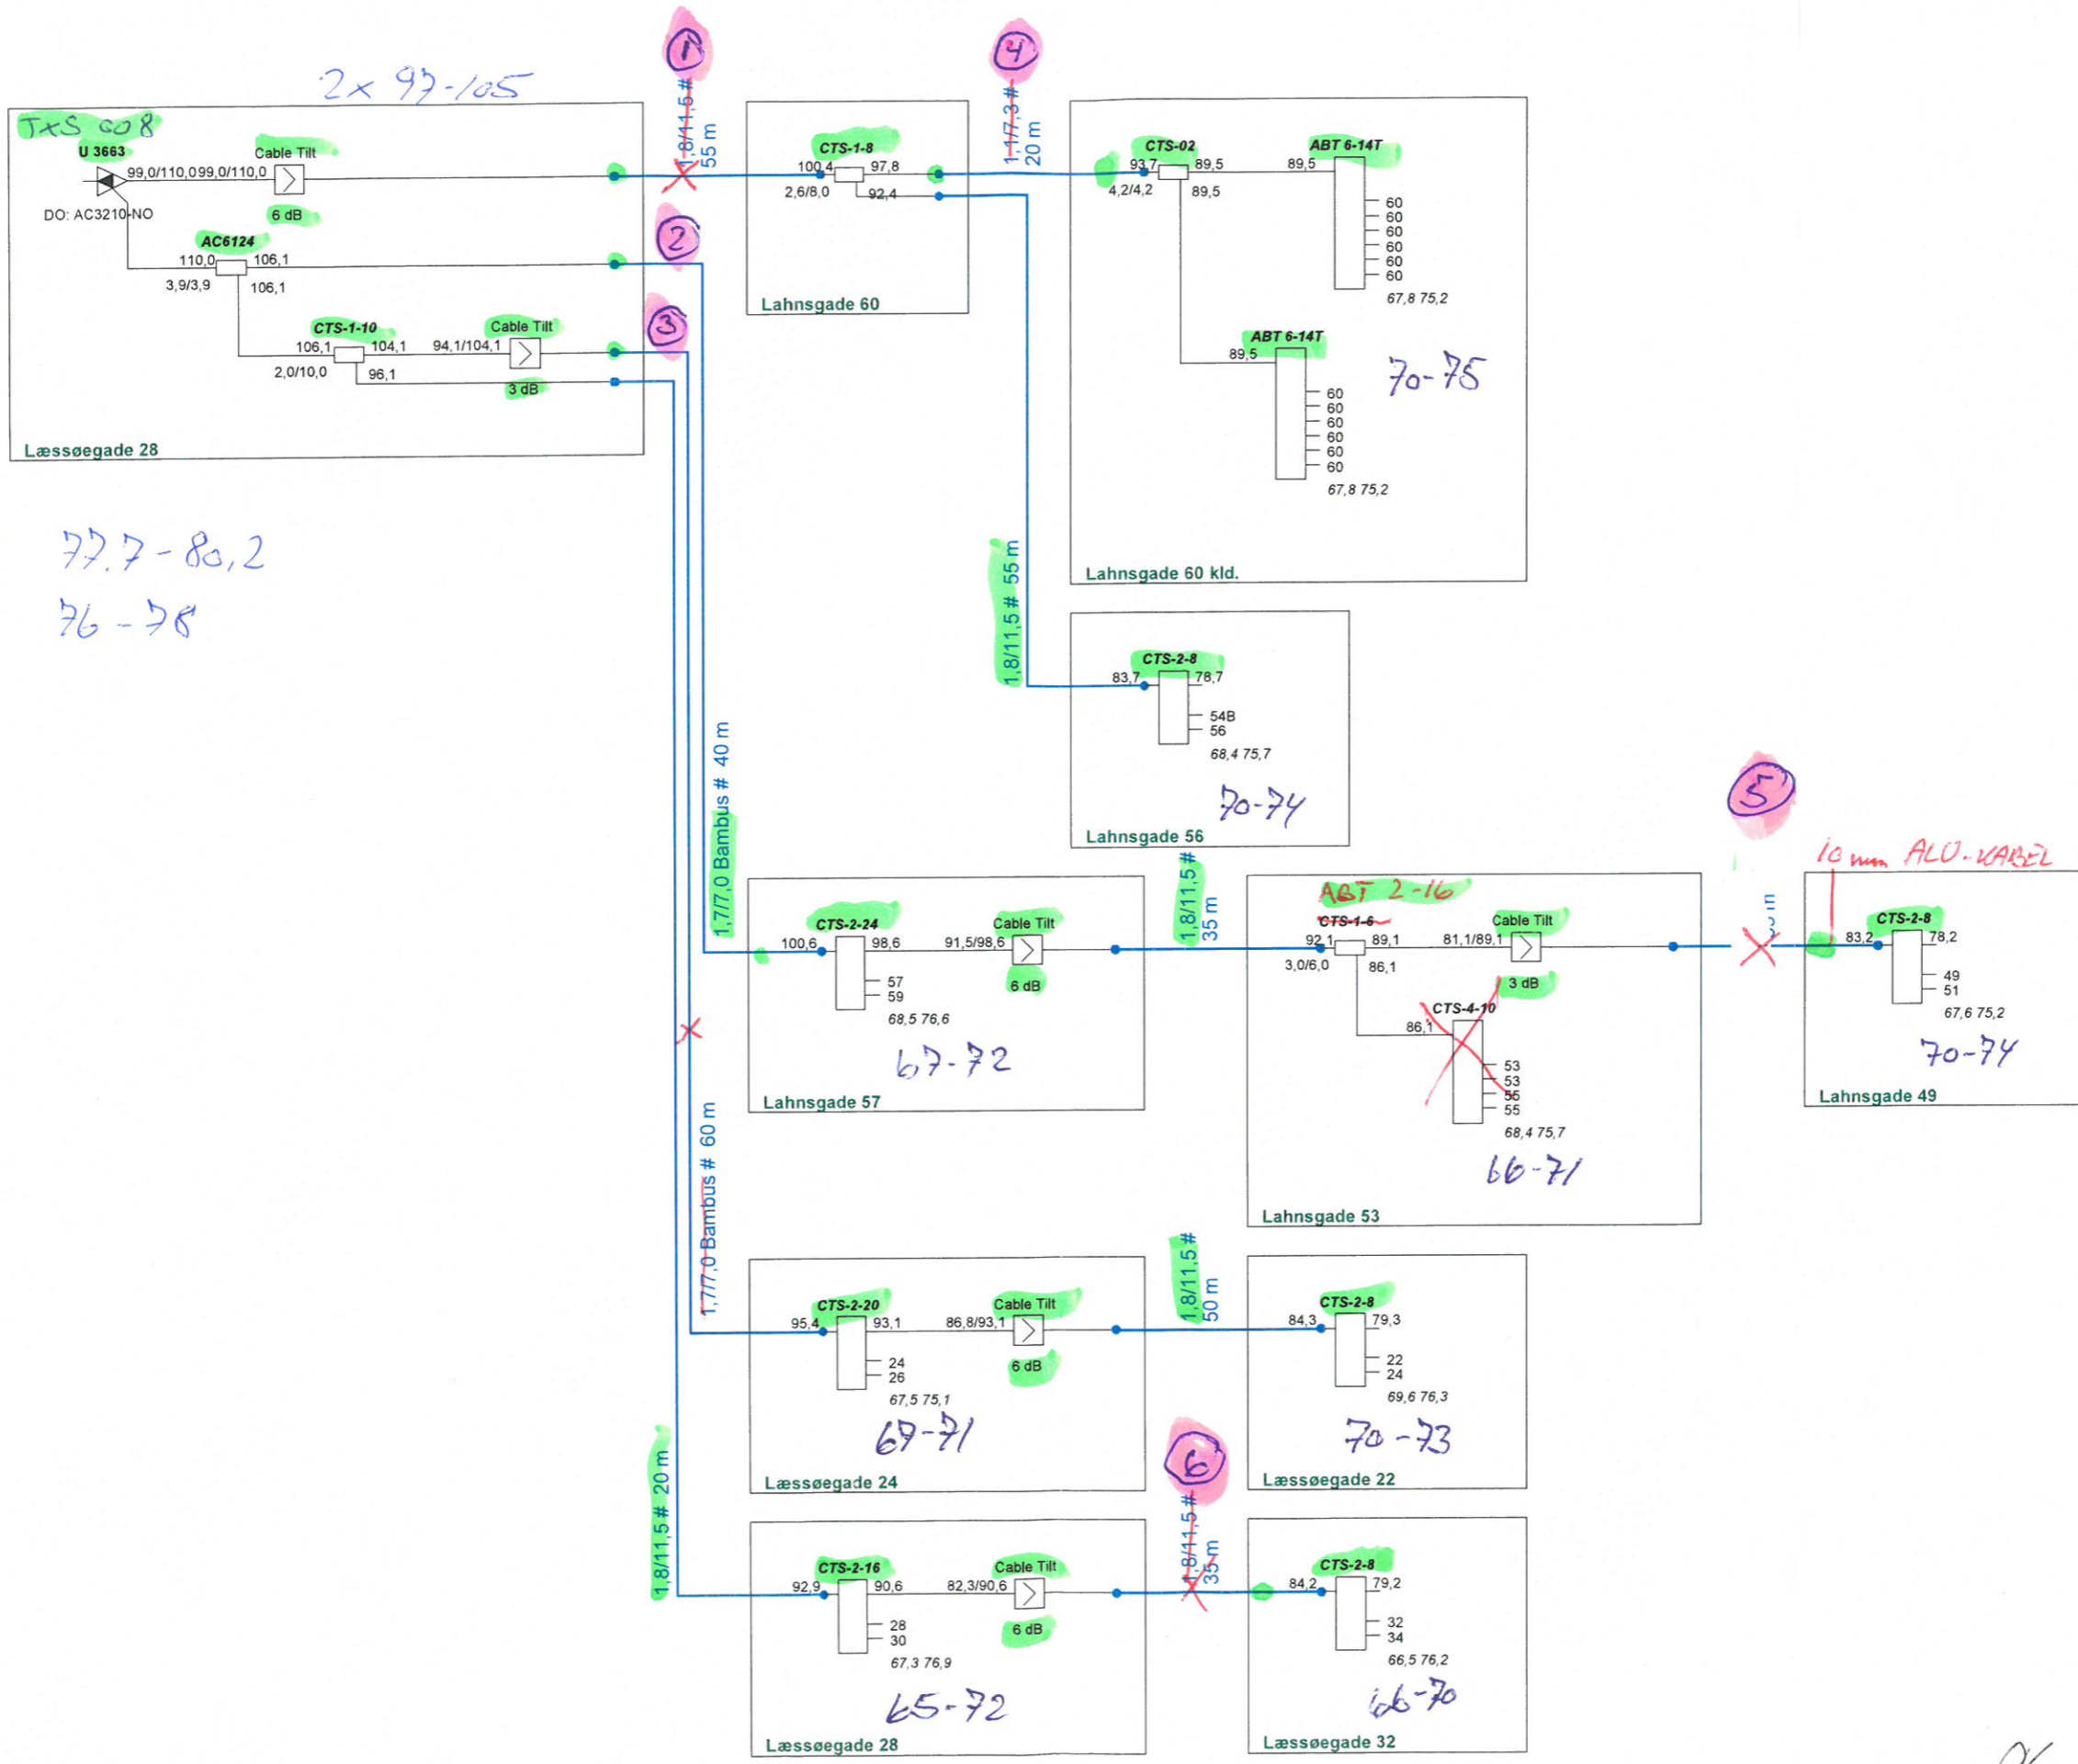 2x 97-105
TxS 008
U 3663
99,0/110,0
99,0/110,0
Cable Tilt
DO: AC3210-NO
6 dB
AC6124
110,0
106,1
3,9/3,9
106,1
CTS-1-10
Cable Tilt
106,1
104,1
94,1/104,1
2,0/10,0
96,1
3 dB
Læssøegade 28
77.7-80,2
76-78
1
1,8/11,5 #
55 m
2
3
CTS-1-8
100,4
97,8
2,6/8,0
92,4
Lahnsgade 60
4
1,1/7,3 #
20 m
CTS-02
93,7
89,5
4,2/4,2
89,5
ABT 6-14T
89,5
60
60
60
60
60
60
67,8 75,2
ABT 6-14T
89,5
60
60
60
60
60
60
67,8 75,2
70-75
Lahnsgade 60 kld.
1,8/11,5 # 55 m
CTS-2-8
83,7
78,7
54B
56
68,4 75,7
70-74
Lahnsgade 56
1,7/7,0 Bambus # 40 m
CTS-2-24
100,6
98,6
57
59
68,5 76,6
Cable Tilt
91,5/98,6
6 dB
67-72
Lahnsgade 57
1,8/11,5 #
35 m
ABT 2-16
CTS-1-6
92,1
89,1
3,0/6,0
86,1
Cable Tilt
81,1/89,1
3 dB
CTS-4-10
86,1
53
53
55
55
68,4 75,7
66-71
Lahnsgade 53
5
10 mm ALU-KABEL
CTS-2-8
83,2
78,2
49
51
67,6 75,2
70-74
Lahnsgade 49
1,7/7,0 Bambus # 60 m
CTS-2-20
95,4
93,1
24
26
67,5 75,1
Cable Tilt
86,8/93,1
6 dB
67-71
Læssøegade 24
1,8/11,5 #
50 m
CTS-2-8
84,3
79,3
22
24
69,6 76,3
70-73
Læssøegade 22
1,8/11,5 # 20 m
CTS-2-16
92,9
90,6
28
30
67,3 76,9
Cable Tilt
82,3/90,6
6 dB
65-72
Læssøegade 28
6
1,8/11,5 #
35 m
CTS-2-8
84,2
79,2
32
34
66,5 76,2
66-70
Læssøegade 32